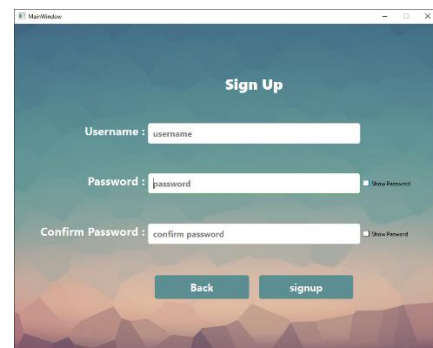 MainWindow
Sign Up
Username : username
Password : password Show Password
Confirm Password : confirm password Show Password
Back signup